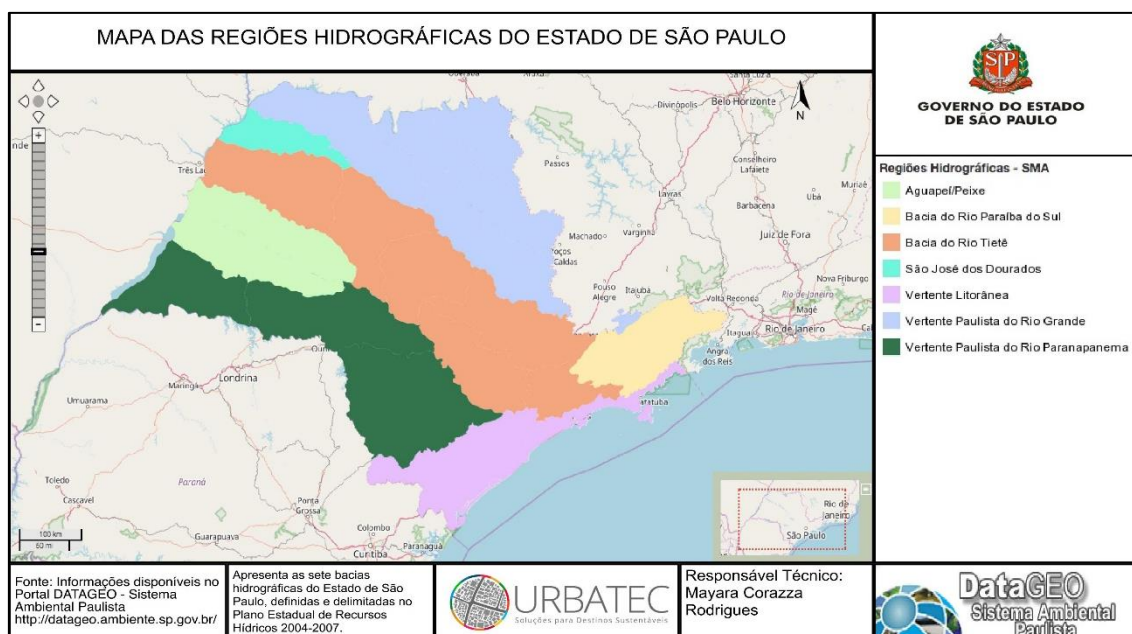 MAPA DAS REGIÕES HIDROGRÁFICAS DO ESTADO DE SÃO PAULO
GOVERNO DO ESTADO
DE SÃO PAULO
Regiões Hidrográficas - SMA
Aguapeí/Peixe
Bacia do Rio Paraíba do Sul
Bacia do Rio Tietê
São José dos Dourados
Vertente Litorânea
Vertente Paulista do Rio Grande
Vertente Paulista do Rio Paranapanema
Santa Luzia
Divinópolis
Belo Horizonte
N
Passos
Conselheiro
Lafaiete
Ubá
Muriaé
Três La
Lavras
Barbacena
Machado
Varginha
Juiz de Fora
Poços
Caldas
Pouso
Alegre
Itajubá
Nova Friburgo
Volta Redonda
Rio de Janeiro
Magé
Itaguaí
Rio de Janeiro
Angra
dos Reis
Londrina
Maringá
Umuarama
Toledo
Cascavel
Paraná
Ponta
Grossa
Guarapuava
Colombo
Curitiba
Paranaguá
100 km
60 mi
Rio de
Janeiro
São Paulo
Fonte: Informações disponíveis no
Portal DATAGEO - Sistema
Ambiental Paulista
http://datageo.ambiente.sp.gov.br/
Apresenta as sete bacias
hidrográficas do Estado de São
Paulo, definidas e delimitadas no
Plano Estadual de Recursos
Hídricos 2004-2007.
URBATEC
Soluções para Destinos Sustentáveis
Responsável Técnico:
Mayara Corazza
Rodrigues
DataGEO
Sistema Ambiental
Paulista